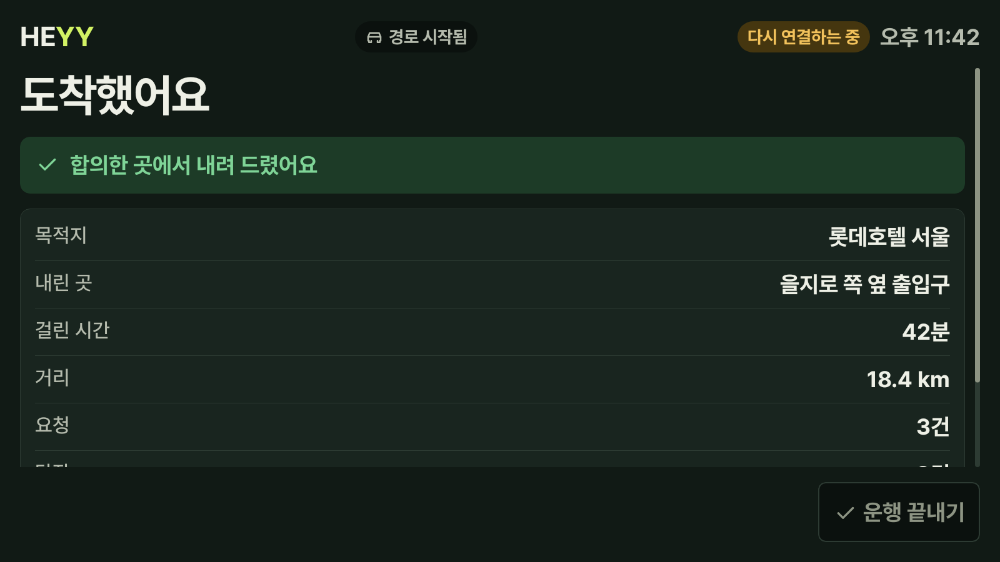 HEYY
경로 시작됨
다시 연결하는 중
오후 11:42
도착했어요
합의한 곳에서 내려 드렸어요
목적지 롯데호텔 서울
내린 곳 을지로 쪽 옆 출입구
걸린 시간 42분
거리 18.4 km
요청 3건
운행 끝내기